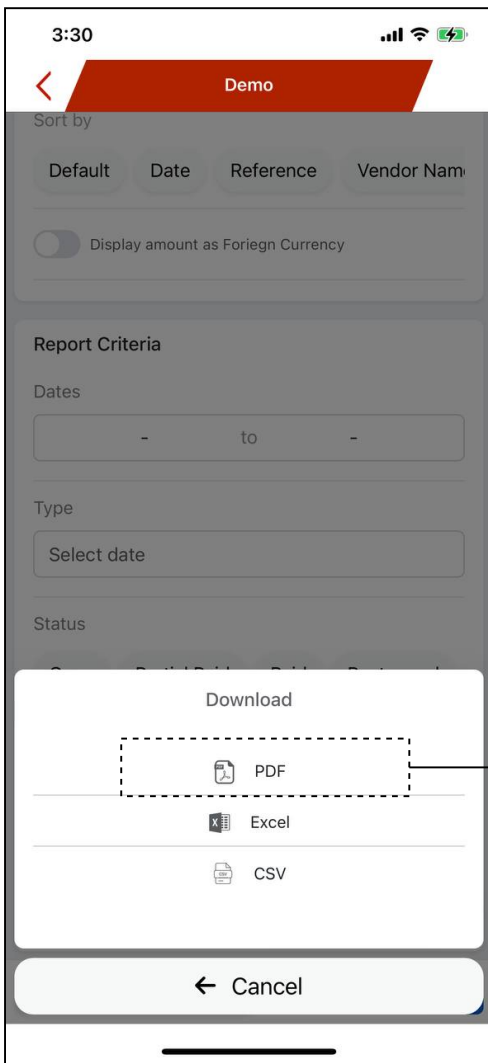 3:30
Demo
Sort by
Default Date Reference Vendor Nam
Display amount as Foriegn Currency
Report Criteria
Dates
- to -
Type
Select date
Status
Download
PDF
Excel
CSV
← Cancel